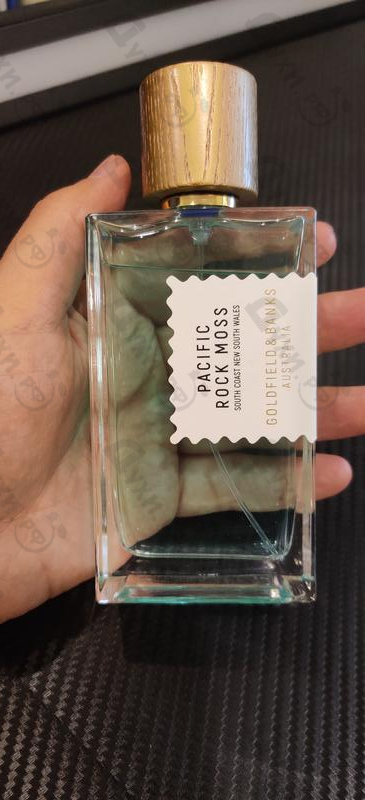 PACIFIC
ROCK MOSS
SOUTH COAST NEW SOUTH WALES
GOLDFIELD & BANKS
AUSTRALIA